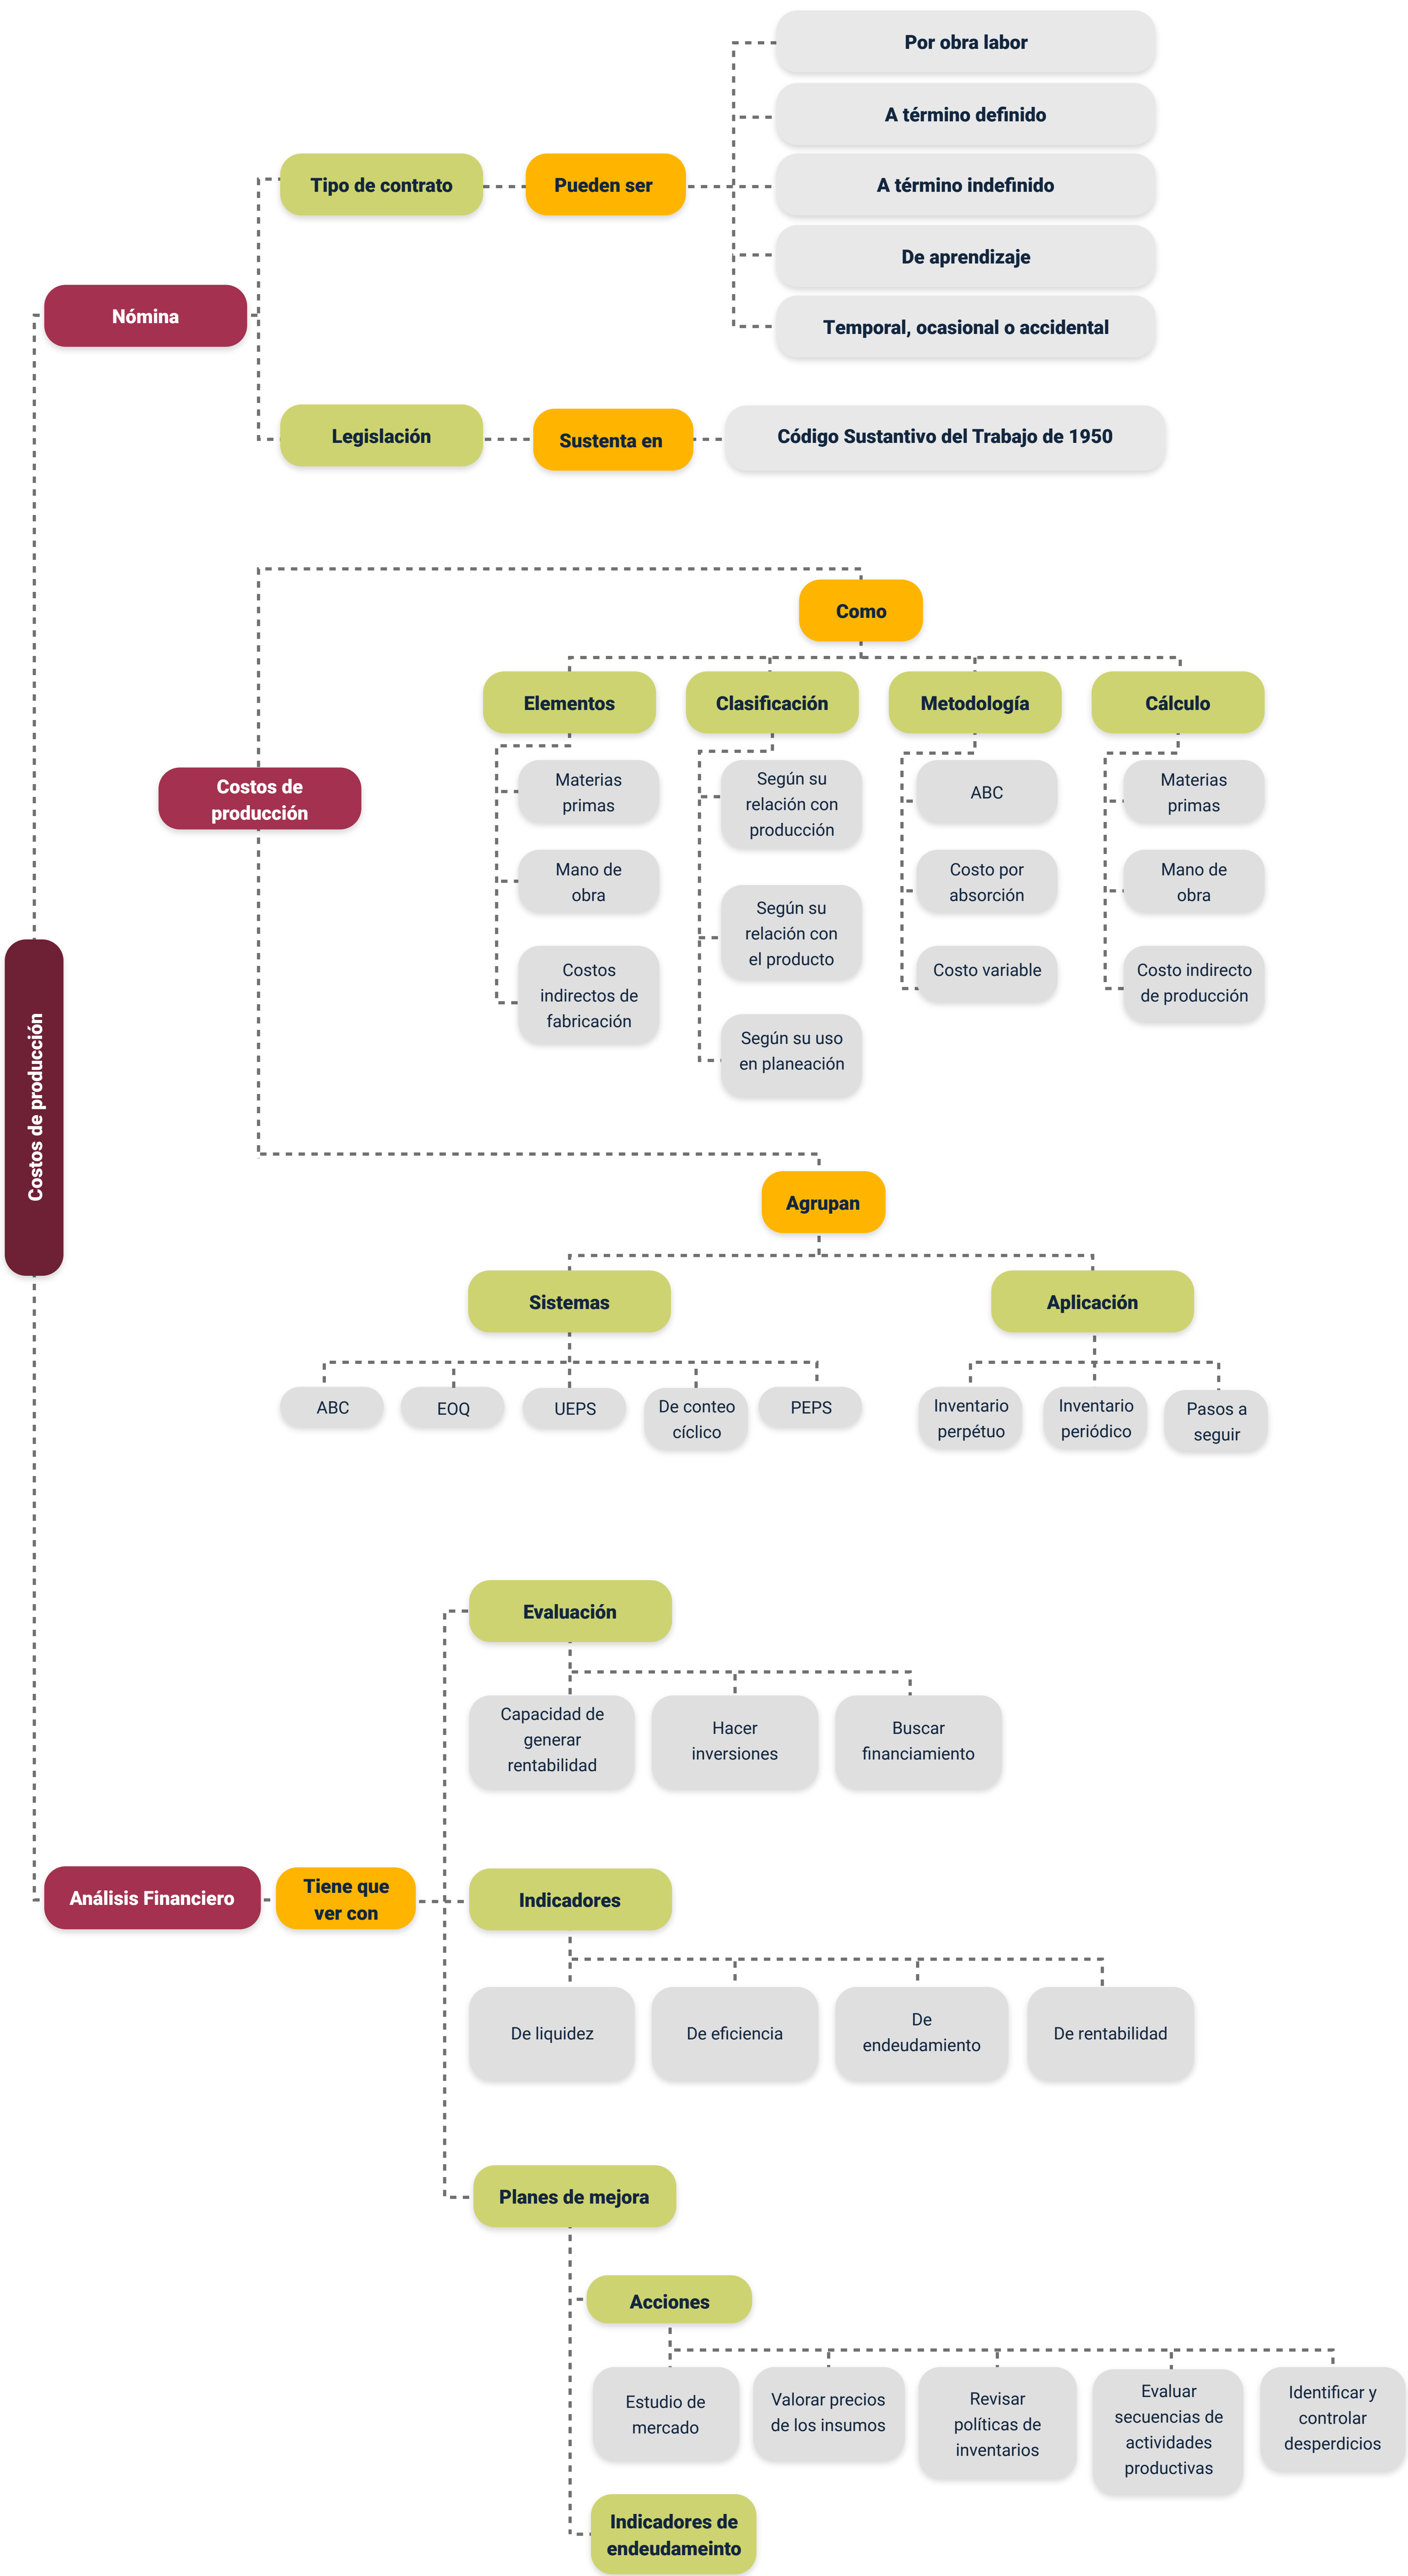 Por obra labor
A término definido
Tipo de contrato
Pueden ser
A término indefinido
De aprendizaje
Nómina
Temporal, ocasional o accidental
Legislación
Sustenta en
Código Sustantivo del Trabajo de 1950
Como
Elementos
Clasificación
Metodología
Cálculo
Costos de
producción
Materias
primas
Mano de
obra
Costos
indirectos de
fabricación
Según su
relación con
producción
Según su
relación con
el producto
Según su uso
en planeación
ABC
Costo por
absorción
Costo variable
Materias
primas
Mano de
obra
Costo indirecto
de producción
Costos de producción
Agrupan
Sistemas
Aplicación
ABC
EOQ
UEPS
De conteo
cíclico
PEPS
Inventario
perpétuo
Inventario
periódico
Pasos a
seguir
Evaluación
Capacidad de
generar
rentabilidad
Hacer
inversiones
Buscar
financiamiento
Análisis Financiero
Tiene que
ver con
Indicadores
De liquidez
De eficiencia
De
endeudamiento
De rentabilidad
Planes de mejora
Acciones
Estudio de
mercado
Valorar precios
de los insumos
Revisar
políticas de
inventarios
Evaluar
secuencias de
actividades
productivas
Identificar y
controlar
desperdicios
Indicadores de
endeudameinto